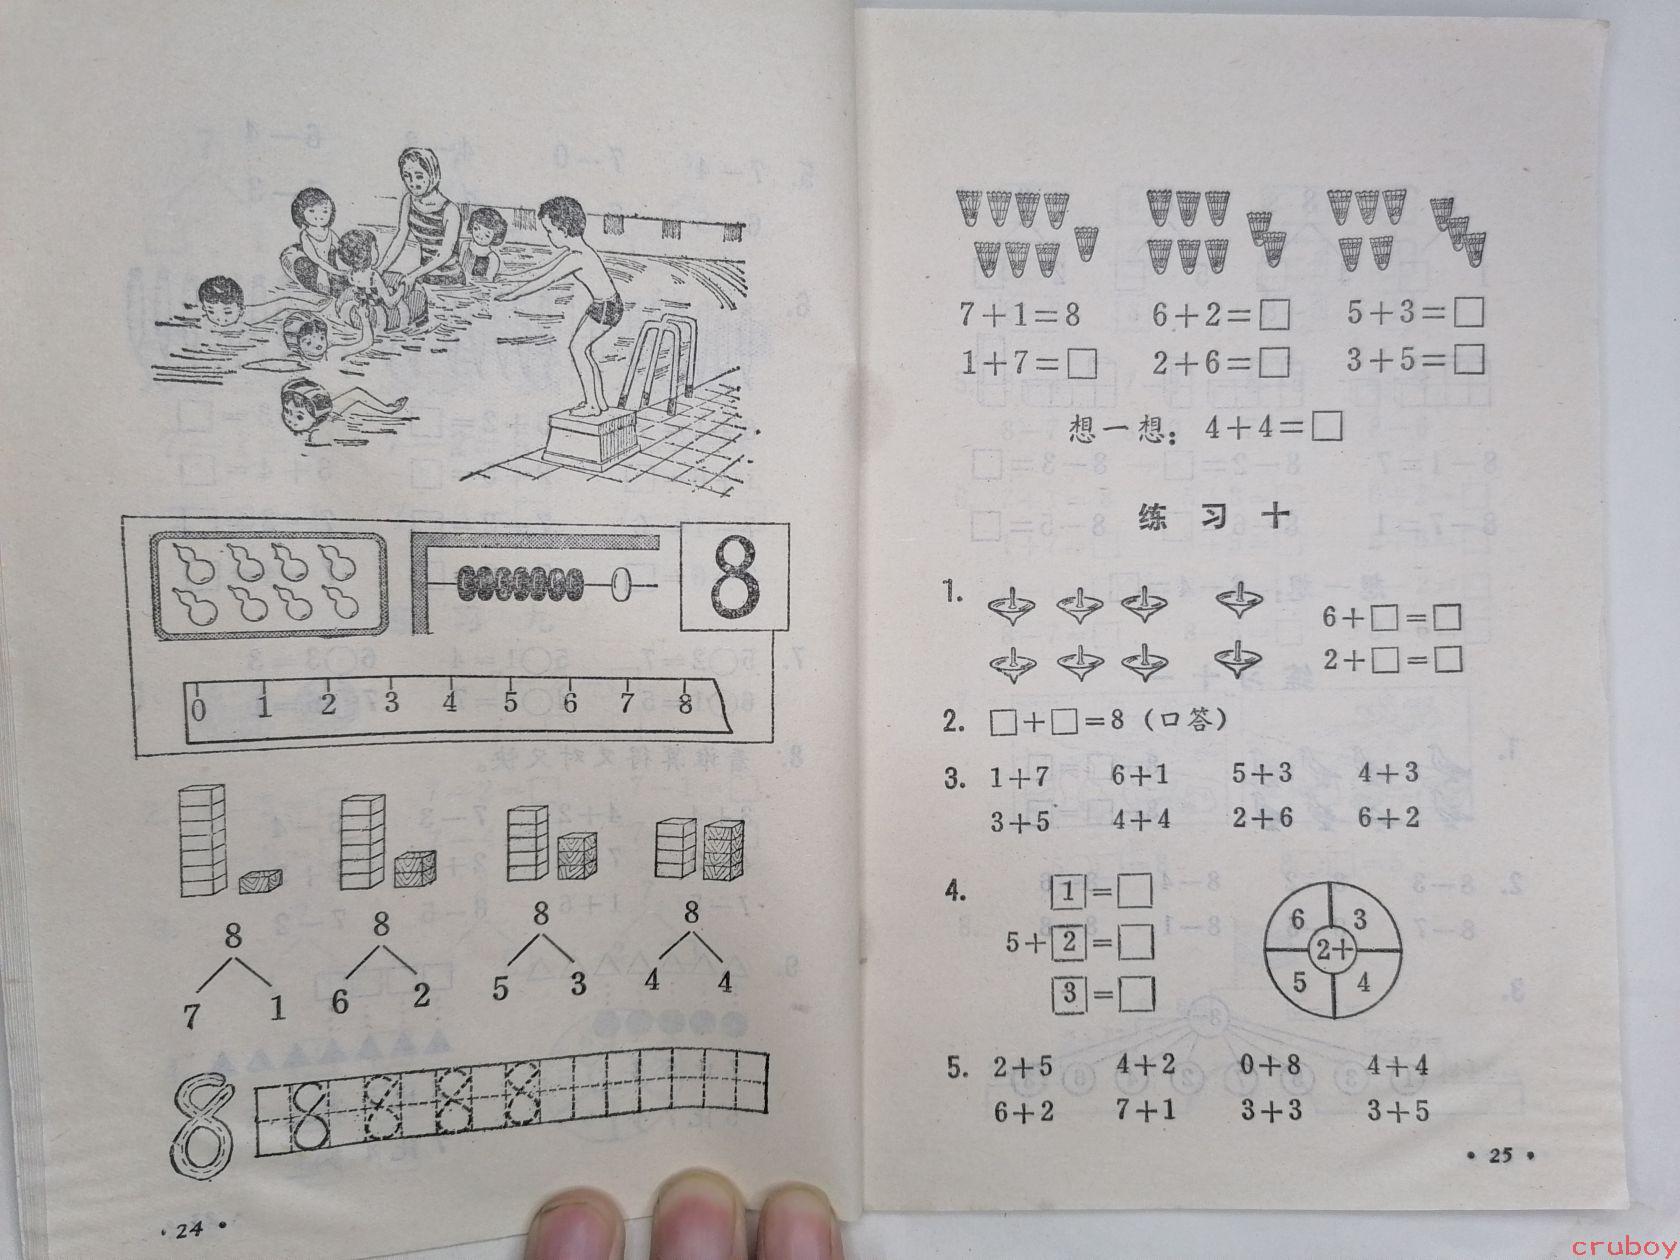 8
0 1 2 3 4 5 6 7 8
8 8 8 8
7 1 6 2 5 3 4 4
8 8 8 8 8 8
· 24 ·
7+1=8 6+2=□ 5+3=□
1+7=□ 2+6=□ 3+5=□
想一想： 4+4=□
练习十
1. 6+□=□
2+□=□
2. □+□=8（口答）
3. 1+7 6+1 5+3 4+3
3+5 4+4 2+6 6+2
4. 1=□
5+2=□
3=□
6 3
2+
5 4
5. 2+5 4+2 0+8 4+4
6+2 7+1 3+3 3+5
· 25 ·
cruboy